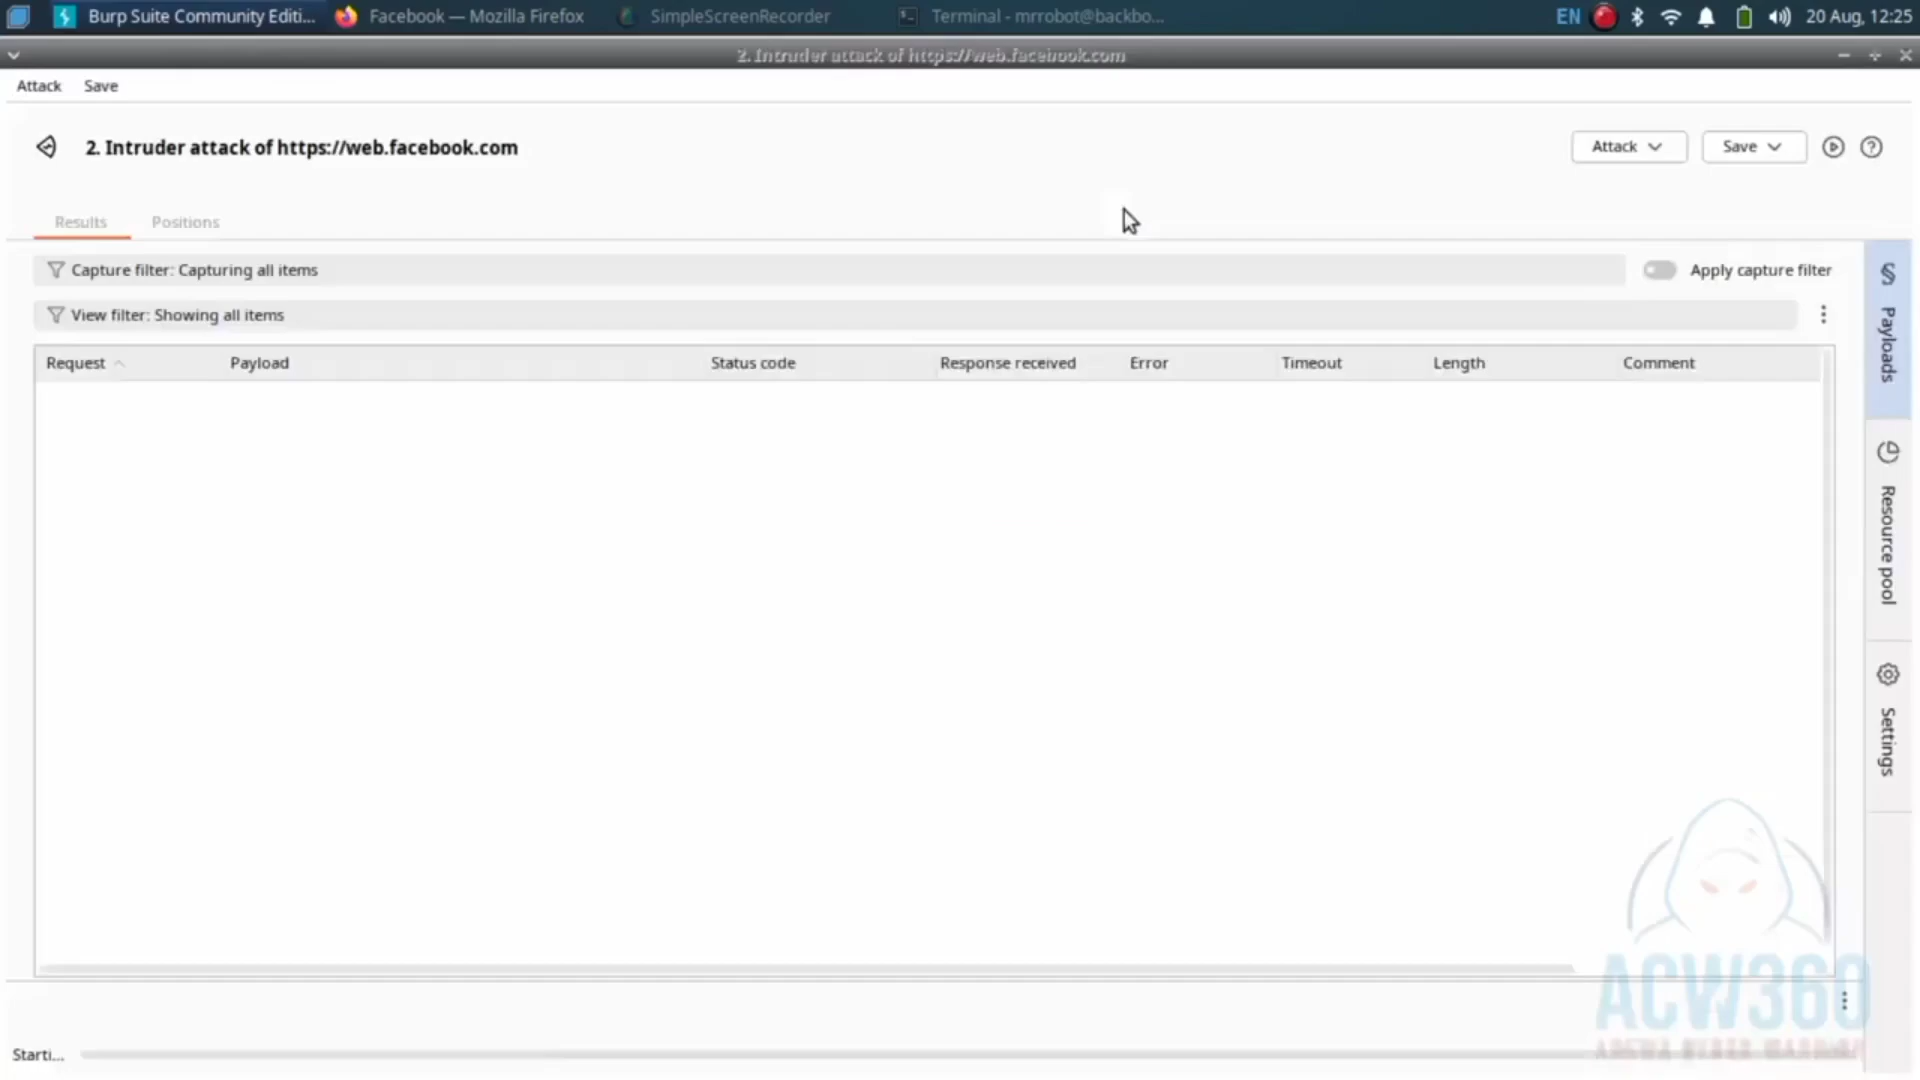 Burp Suite Community Editi...
Facebook — Mozilla Firefox
SimpleScreenRecorder
Terminal - mrrobot@backbo...
EN
20 Aug, 12:25
2. Intruder attack of https://web.facebook.com
Attack Save
2. Intruder attack of https://web.facebook.com
Attack
Save
Results Positions
Capture filter: Capturing all items
Apply capture filter
View filter: Showing all items
Request Payload Status code Response received Error Timeout Length Comment
Payloads
Resource pool
Settings
ACW360
Starti...